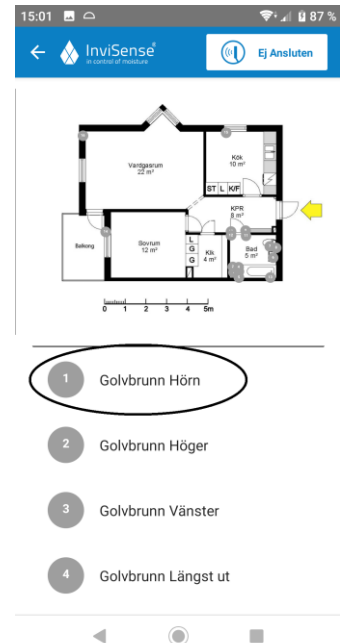 15:01 87 %
InviSense
in control of moisture
Ej Ansluten
Vardgasrum
22 m²
Kök
10 m²
ST L K/F
KPR
8 m²
Balkong
Sovrum
12 m²
L
G
G
Klk
4 m²
Bad
5 m²
0 1 2 3 4 5m
1 Golvbrunn Hörn
2 Golvbrunn Höger
3 Golvbrunn Vänster
4 Golvbrunn Längst ut